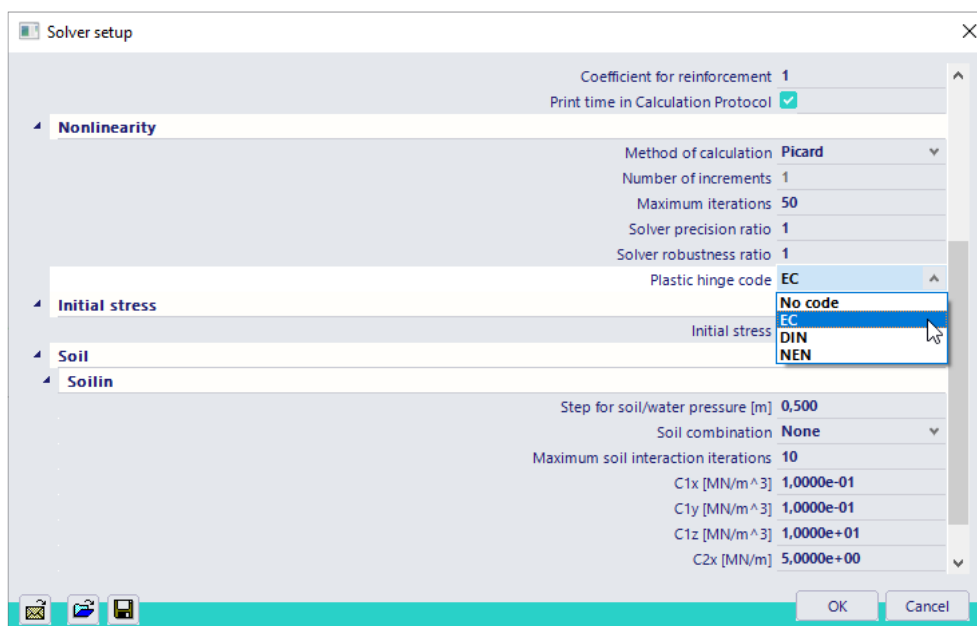 Solver setup
Coefficient for reinforcement 1
Print time in Calculation Protocol
Nonlinearity
Method of calculation Picard
Number of increments 1
Maximum iterations 50
Solver precision ratio 1
Solver robustness ratio 1
Plastic hinge code EC
No code
Initial stress
EC
Initial stress
DIN
NEN
Soil
Soilin
Step for soil/water pressure [m] 0,500
Soil combination None
Maximum soil interaction iterations 10
C1x [MN/m^3] 1,0000e-01
C1y [MN/m^3] 1,0000e-01
C1z [MN/m^3] 1,0000e+01
C2x [MN/m] 5,0000e+00
OK Cancel